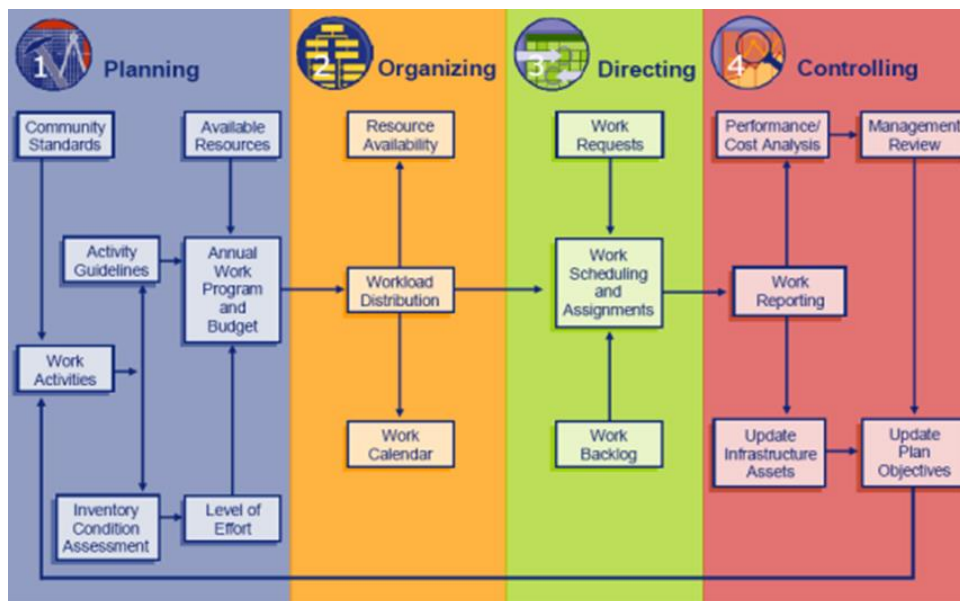 1 Planning
2 Organizing
3 Directing
4 Controlling
Community
Standards
Available
Resources
Activity
Guidelines
Annual
Work
Program
and
Budget
Work
Activities
Inventory
Condition
Assessment
Level of
Effort
Resource
Availability
Workload
Distribution
Work
Calendar
Work
Requests
Work
Scheduling
and
Assignments
Work
Backlog
Performance/
Cost Analysis
Management
Review
Work
Reporting
Update
Infrastructure
Assets
Update
Plan
Objectives